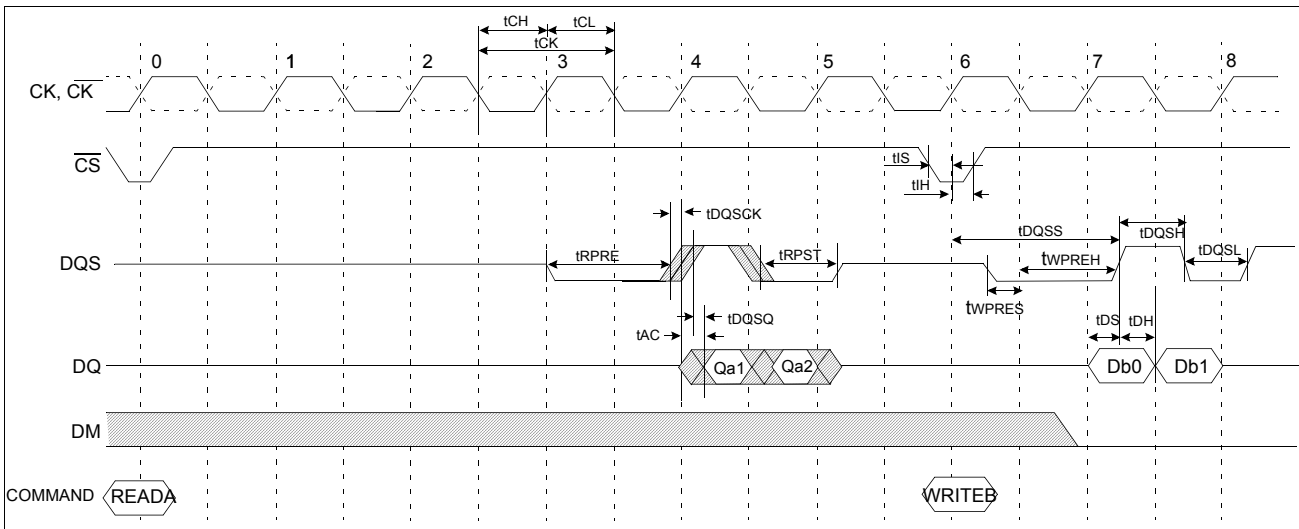 tCH tCL
tCK
0 1 2 3 4 5 6 7 8
CK, CK
CS
tIS
tIH
tDQSCK
tDQSS
tDQSH
tRPRE
tRPST
tWPREH
tDQSL
DQS
tWPRES
tDQSQ
tAC
tDS tDH
DQ
Qa1 Qa2
Db0 Db1
DM
COMMAND READA WRITEB